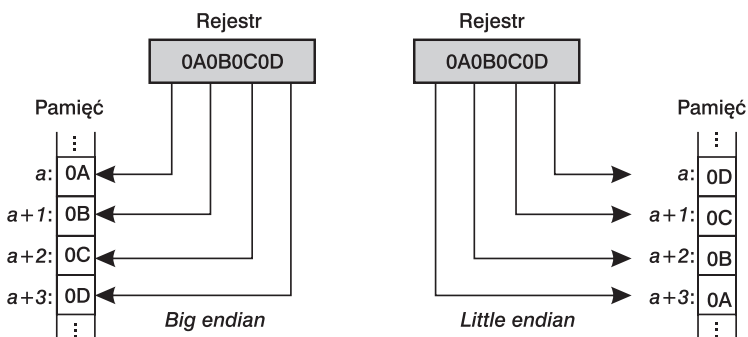 Rejestr
0A0B0C0D
Pamięć
a: 0A
a+1: 0B
a+2: 0C
a+3: 0D
Big endian
Rejestr
0A0B0C0D
Pamięć
a: 0D
a+1: 0C
a+2: 0B
a+3: 0A
Little endian